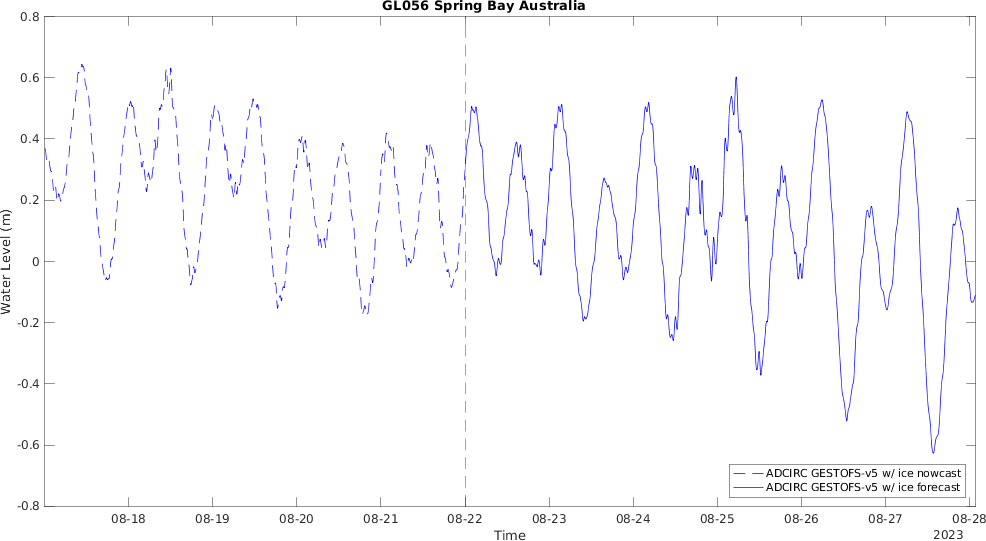 GL056 Spring Bay Australia
0.8
0.6
0.4
0.2
0
-0.2
-0.4
-0.6
-0.8
Water Level (m)
ADCIRC GESTOFS-v5 w/ ice nowcast
ADCIRC GESTOFS-v5 w/ ice forecast
08-18 08-19 08-20 08-21 08-22 08-23 08-24 08-25 08-26 08-27 08-28
Time
2023